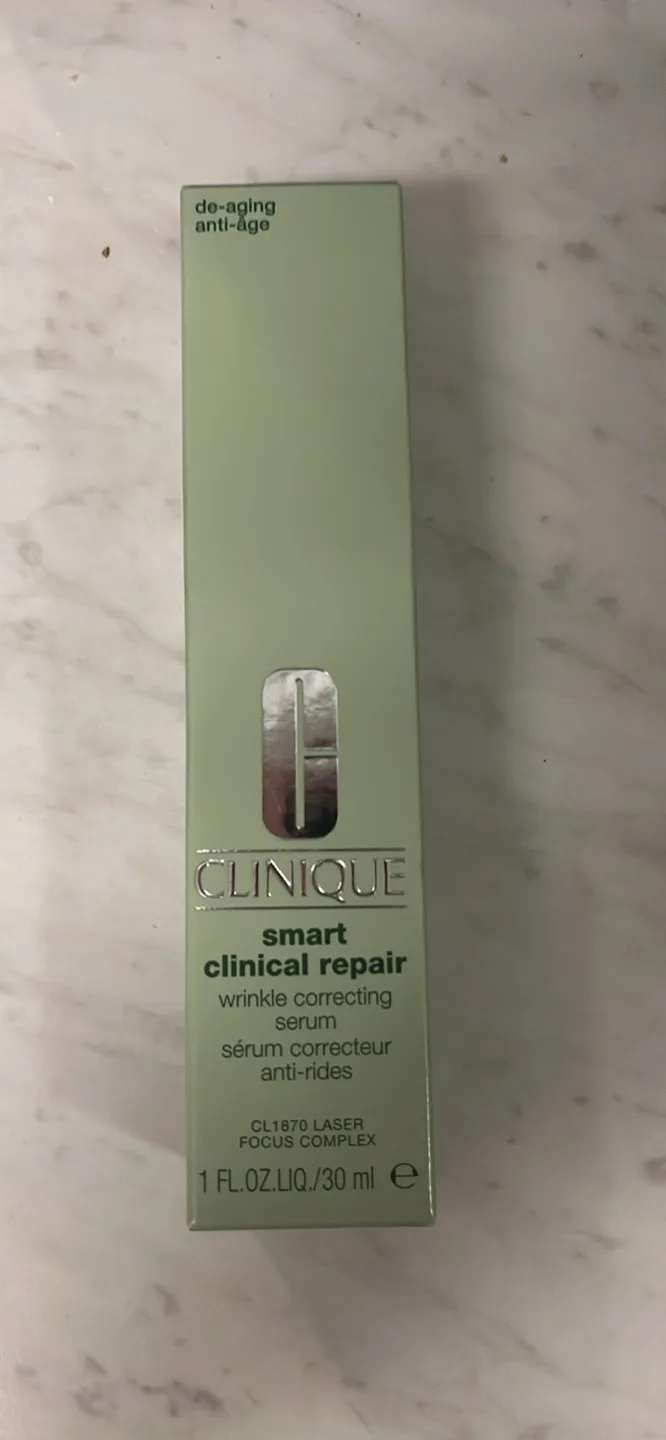 de-aging
anti-âge
CLINIQUE
smart
clinical repair
wrinkle correcting
serum
sérum correcteur
anti-rides
CL1870 LASER
FOCUS COMPLEX
1 FL.OZ.LIQ./30 ml ℮